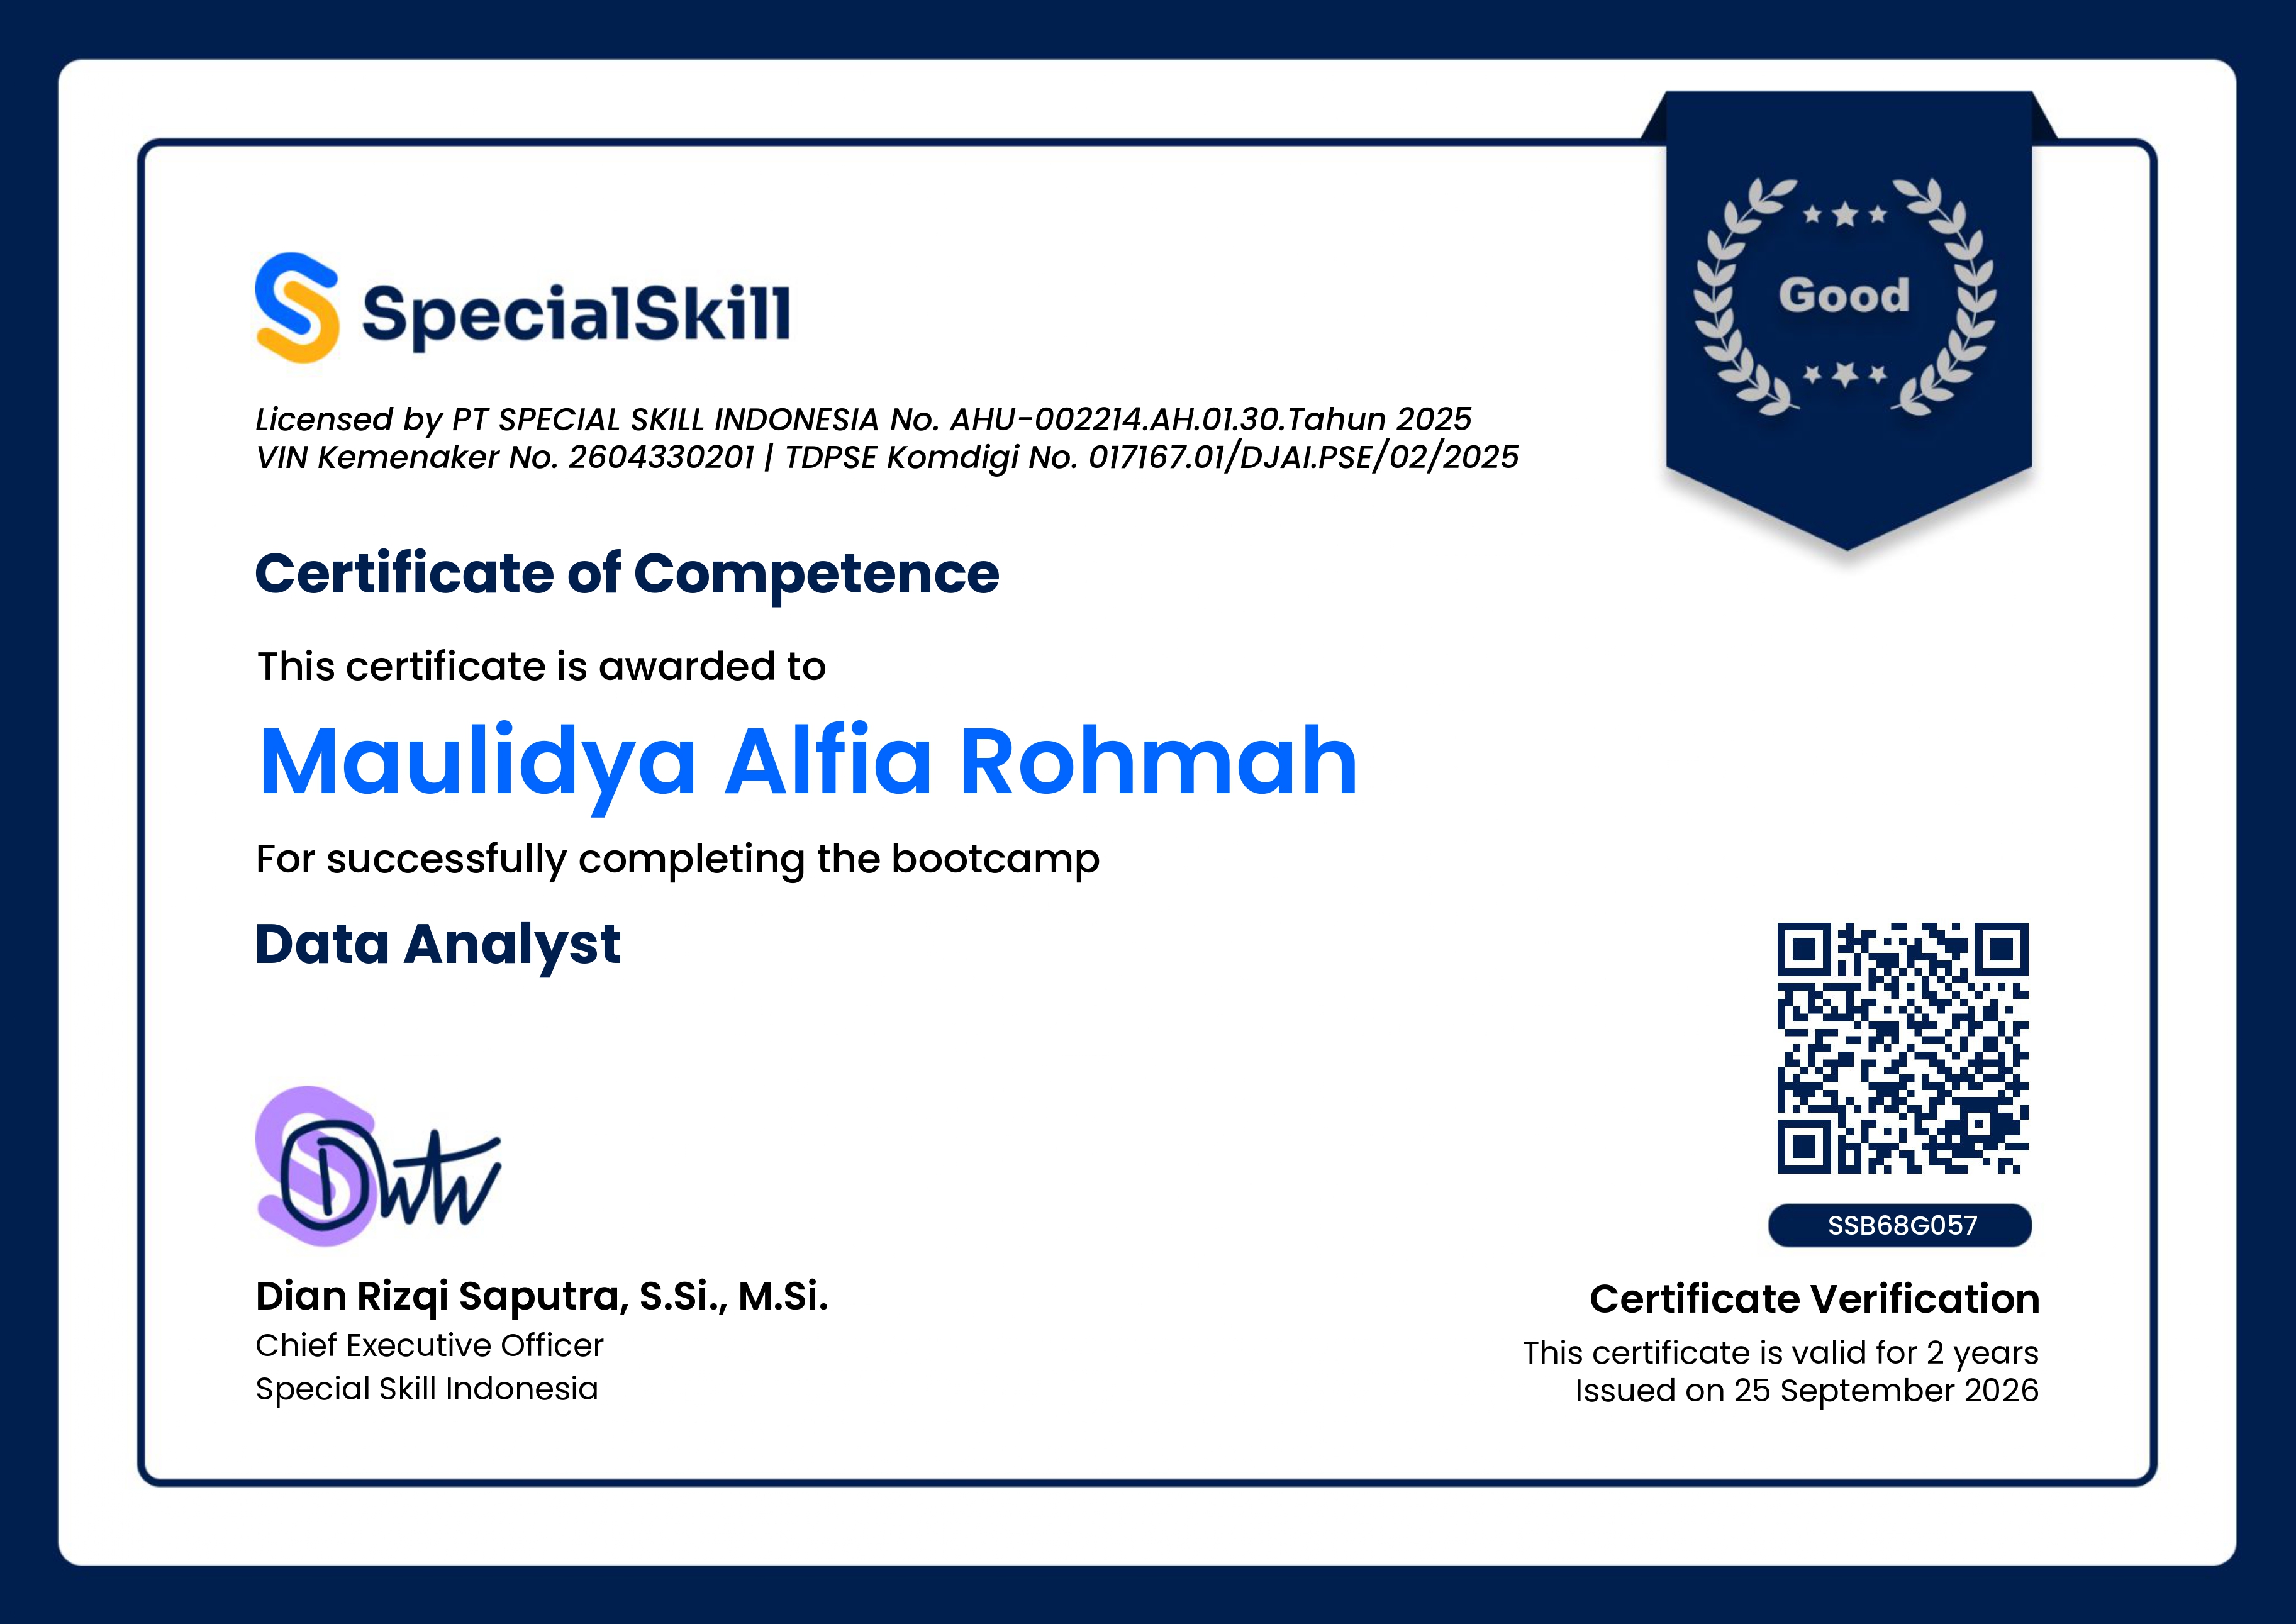 SpecialSkill
Good
Licensed by PT SPECIAL SKILL INDONESIA No. AHU-002214.AH.01.30.Tahun 2025
VIN Kemenaker No. 2604330201 | TDPSE Komdigi No. 017167.01/DJAI.PSE/02/2025
Certificate of Competence
This certificate is awarded to
Maulidya Alfia Rohmah
For successfully completing the bootcamp
Data Analyst
Dian Rizqi Saputra, S.Si., M.Si.
Chief Executive Officer
Special Skill Indonesia
SSB68G057
Certificate Verification
This certificate is valid for 2 years
Issued on 25 September 2026